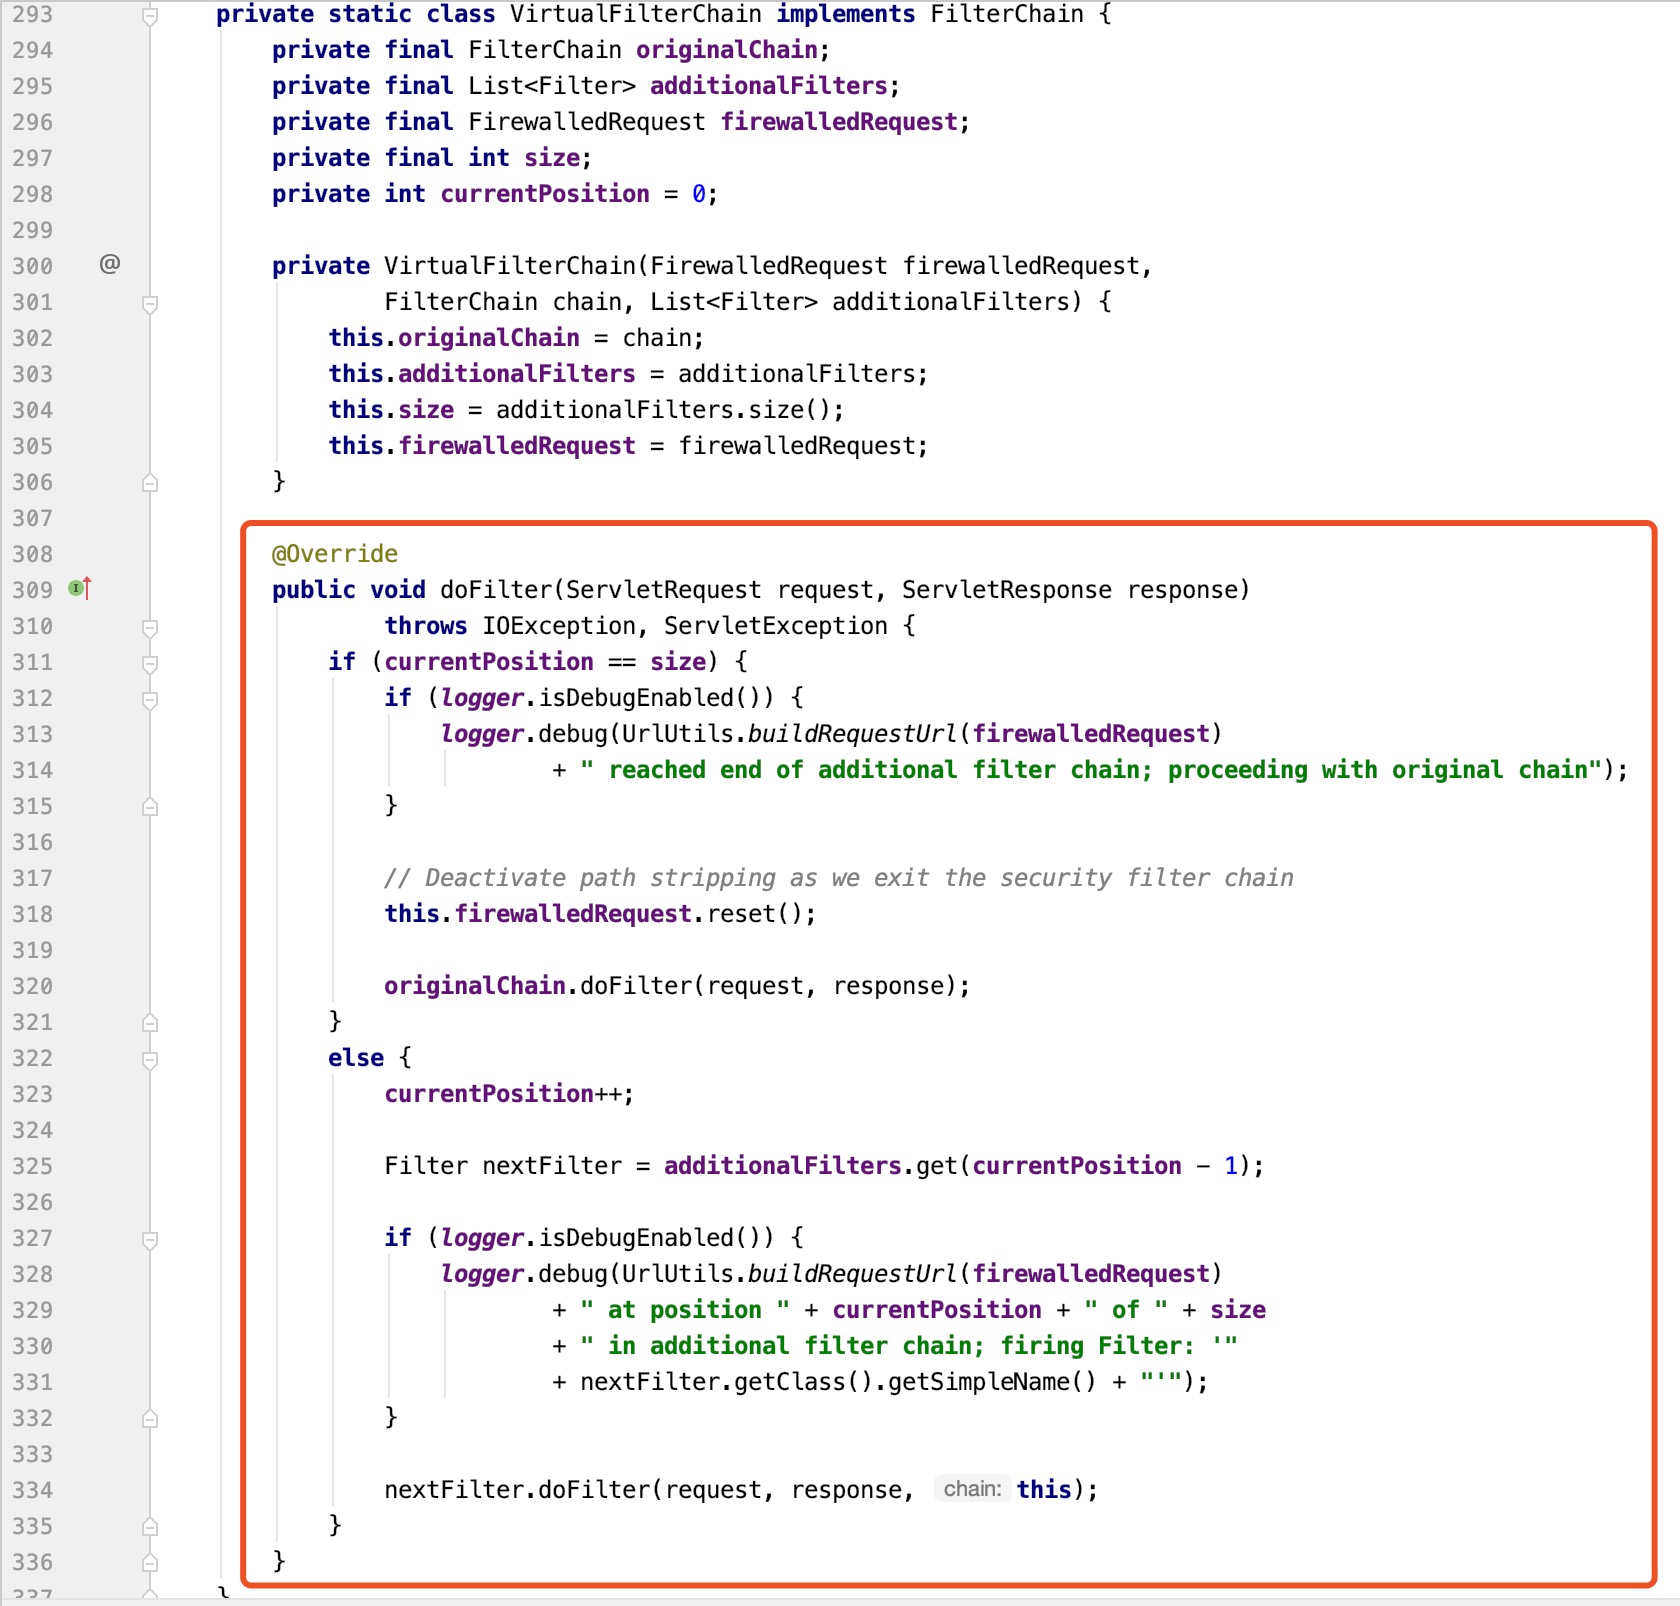 293 private static class VirtualFilterChain implements FilterChain {
294 private final FilterChain originalChain;
295 private final List<Filter> additionalFilters;
296 private final FirewalledRequest firewalledRequest;
297 private final int size;
298 private int currentPosition = 0;
299
300 @ private VirtualFilterChain(FirewalledRequest firewalledRequest,
301 FilterChain chain, List<Filter> additionalFilters) {
302 this.originalChain = chain;
303 this.additionalFilters = additionalFilters;
304 this.size = additionalFilters.size();
305 this.firewalledRequest = firewalledRequest;
306 }
307
308 @Override
309 public void doFilter(ServletRequest request, ServletResponse response)
310 throws IOException, ServletException {
311 if (currentPosition == size) {
312 if (logger.isDebugEnabled()) {
313 logger.debug(UrlUtils.buildRequestUrl(firewalledRequest)
314 + " reached end of additional filter chain; proceeding with original chain");
315 }
316
317 // Deactivate path stripping as we exit the security filter chain
318 this.firewalledRequest.reset();
319
320 originalChain.doFilter(request, response);
321 }
322 else {
323 currentPosition++;
324
325 Filter nextFilter = additionalFilters.get(currentPosition - 1);
326
327 if (logger.isDebugEnabled()) {
328 logger.debug(UrlUtils.buildRequestUrl(firewalledRequest)
329 + " at position " + currentPosition + " of " + size
330 + " in additional filter chain; firing Filter: '"
331 + nextFilter.getClass().getSimpleName() + "'");
332 }
333
334 nextFilter.doFilter(request, response, chain: this);
335 }
336 }
337 }